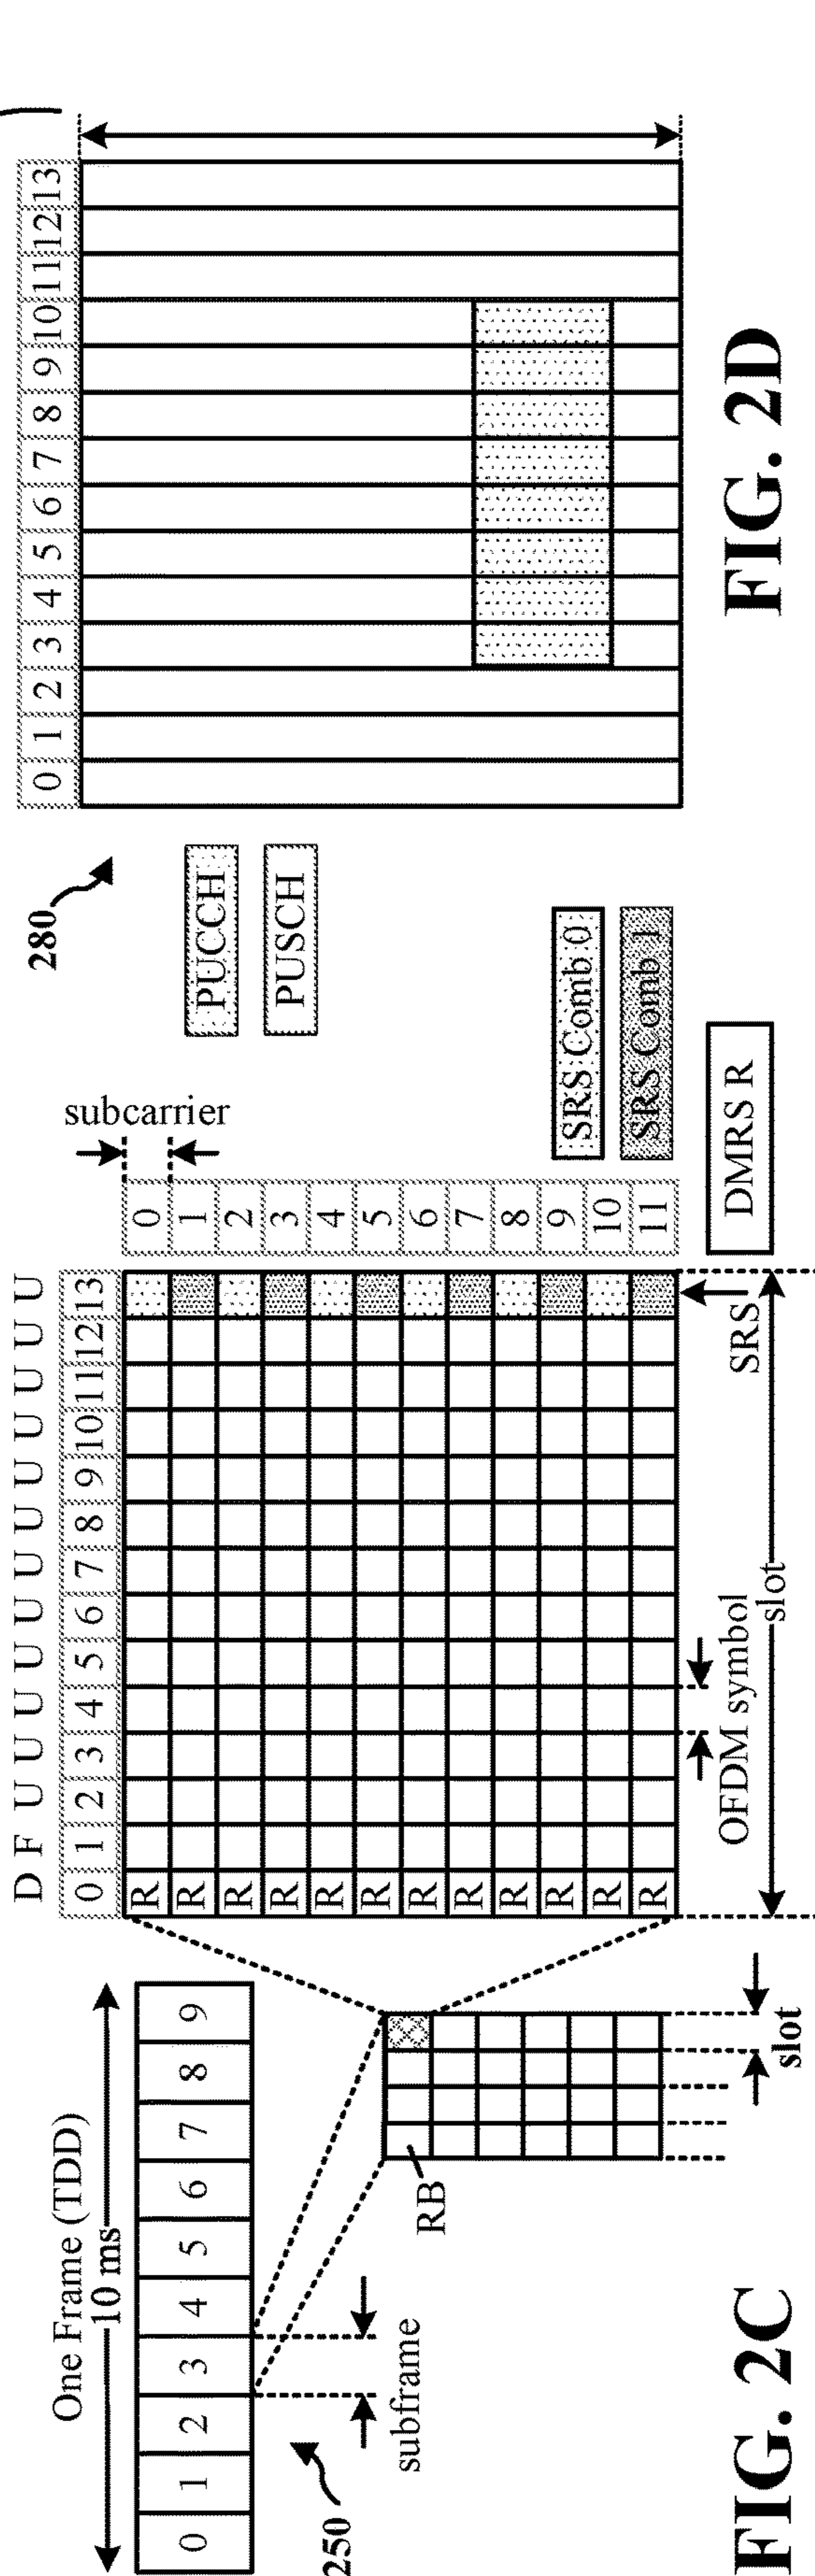 One Frame (TDD)
10 ms
0 1 2 3 4 5 6 7 8 9
250
subframe
RB
slot
FIG. 2C
D F U U U U U U U U U U U U
0 1 2 3 4 5 6 7 8 9 10 11 12 13
R
R
R
R
R
R
R
R
R
R
R
R
OFDM symbol
slot
SRS
subcarrier
0
1
2
3
4
5
6
7
8
9
10
11
DMRS R
280
PUCCH
PUSCH
SRS Comb 0
SRS Comb 1
0 1 2 3 4 5 6 7 8 9 10 11 12 13
FIG. 2D